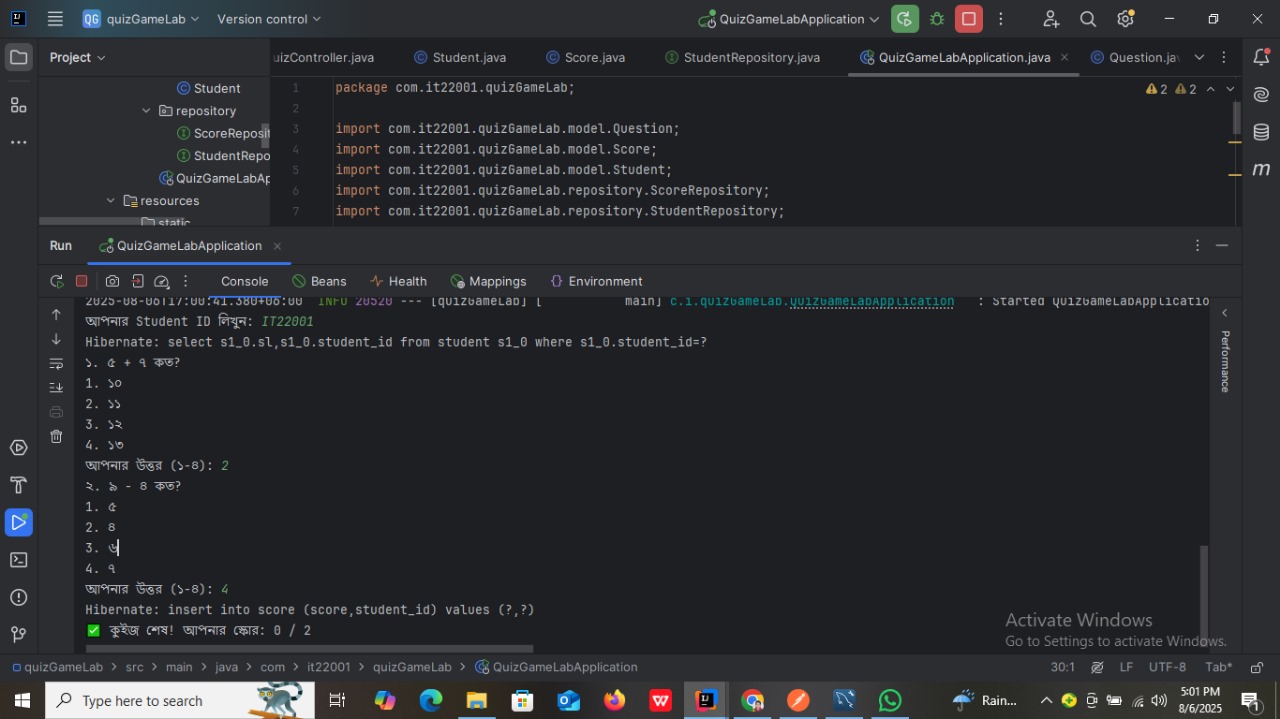 QG quizGameLab Version control QuizGameLabApplication
Project
uizController.java Student.java Score.java StudentRepository.java QuizGameLabApplication.java Question.ja
Student
repository
ScoreReposit
StudentRepo
QuizGameLabAp
resources
static
1 package com.it22001.quizGameLab;
2
3 import com.it22001.quizGameLab.model.Question;
4 import com.it22001.quizGameLab.model.Score;
5 import com.it22001.quizGameLab.model.Student;
6 import com.it22001.quizGameLab.repository.ScoreRepository;
7 import com.it22001.quizGameLab.repository.StudentRepository;
2 2
Run QuizGameLabApplication
Console Beans Health Mappings Environment
2025-08-06T17:00:41.380+06:00 INFO 20520 --- [quizGameLab] [ main] c.i.quizGameLab.QuizGameLabApplication : Started QuizGameLabApplicatio
আপনার Student ID লিখুন: IT22001
Hibernate: select s1_0.sl,s1_0.student_id from student s1_0 where s1_0.student_id=?
১. ৫ + ৭ কত?
1. ১০
2. ১১
3. ১২
4. ১৩
আপনার উত্তর (১-৪): 2
২. ৯ - ৪ কত?
1. ৫
2. ৪
3. ৬
4. ৭
আপনার উত্তর (১-৪): 4
Hibernate: insert into score (score,student_id) values (?,?)
✅ কুইজ শেষ! আপনার স্কোর: 0 / 2
Performance
Activate Windows
Go to Settings to activate Windows.
quizGameLab > src > main > java > com > it22001 > quizGameLab > QuizGameLabApplication 30:1 LF UTF-8 Tab*
Type here to search
Rain...
5:01 PM
8/6/2025
1